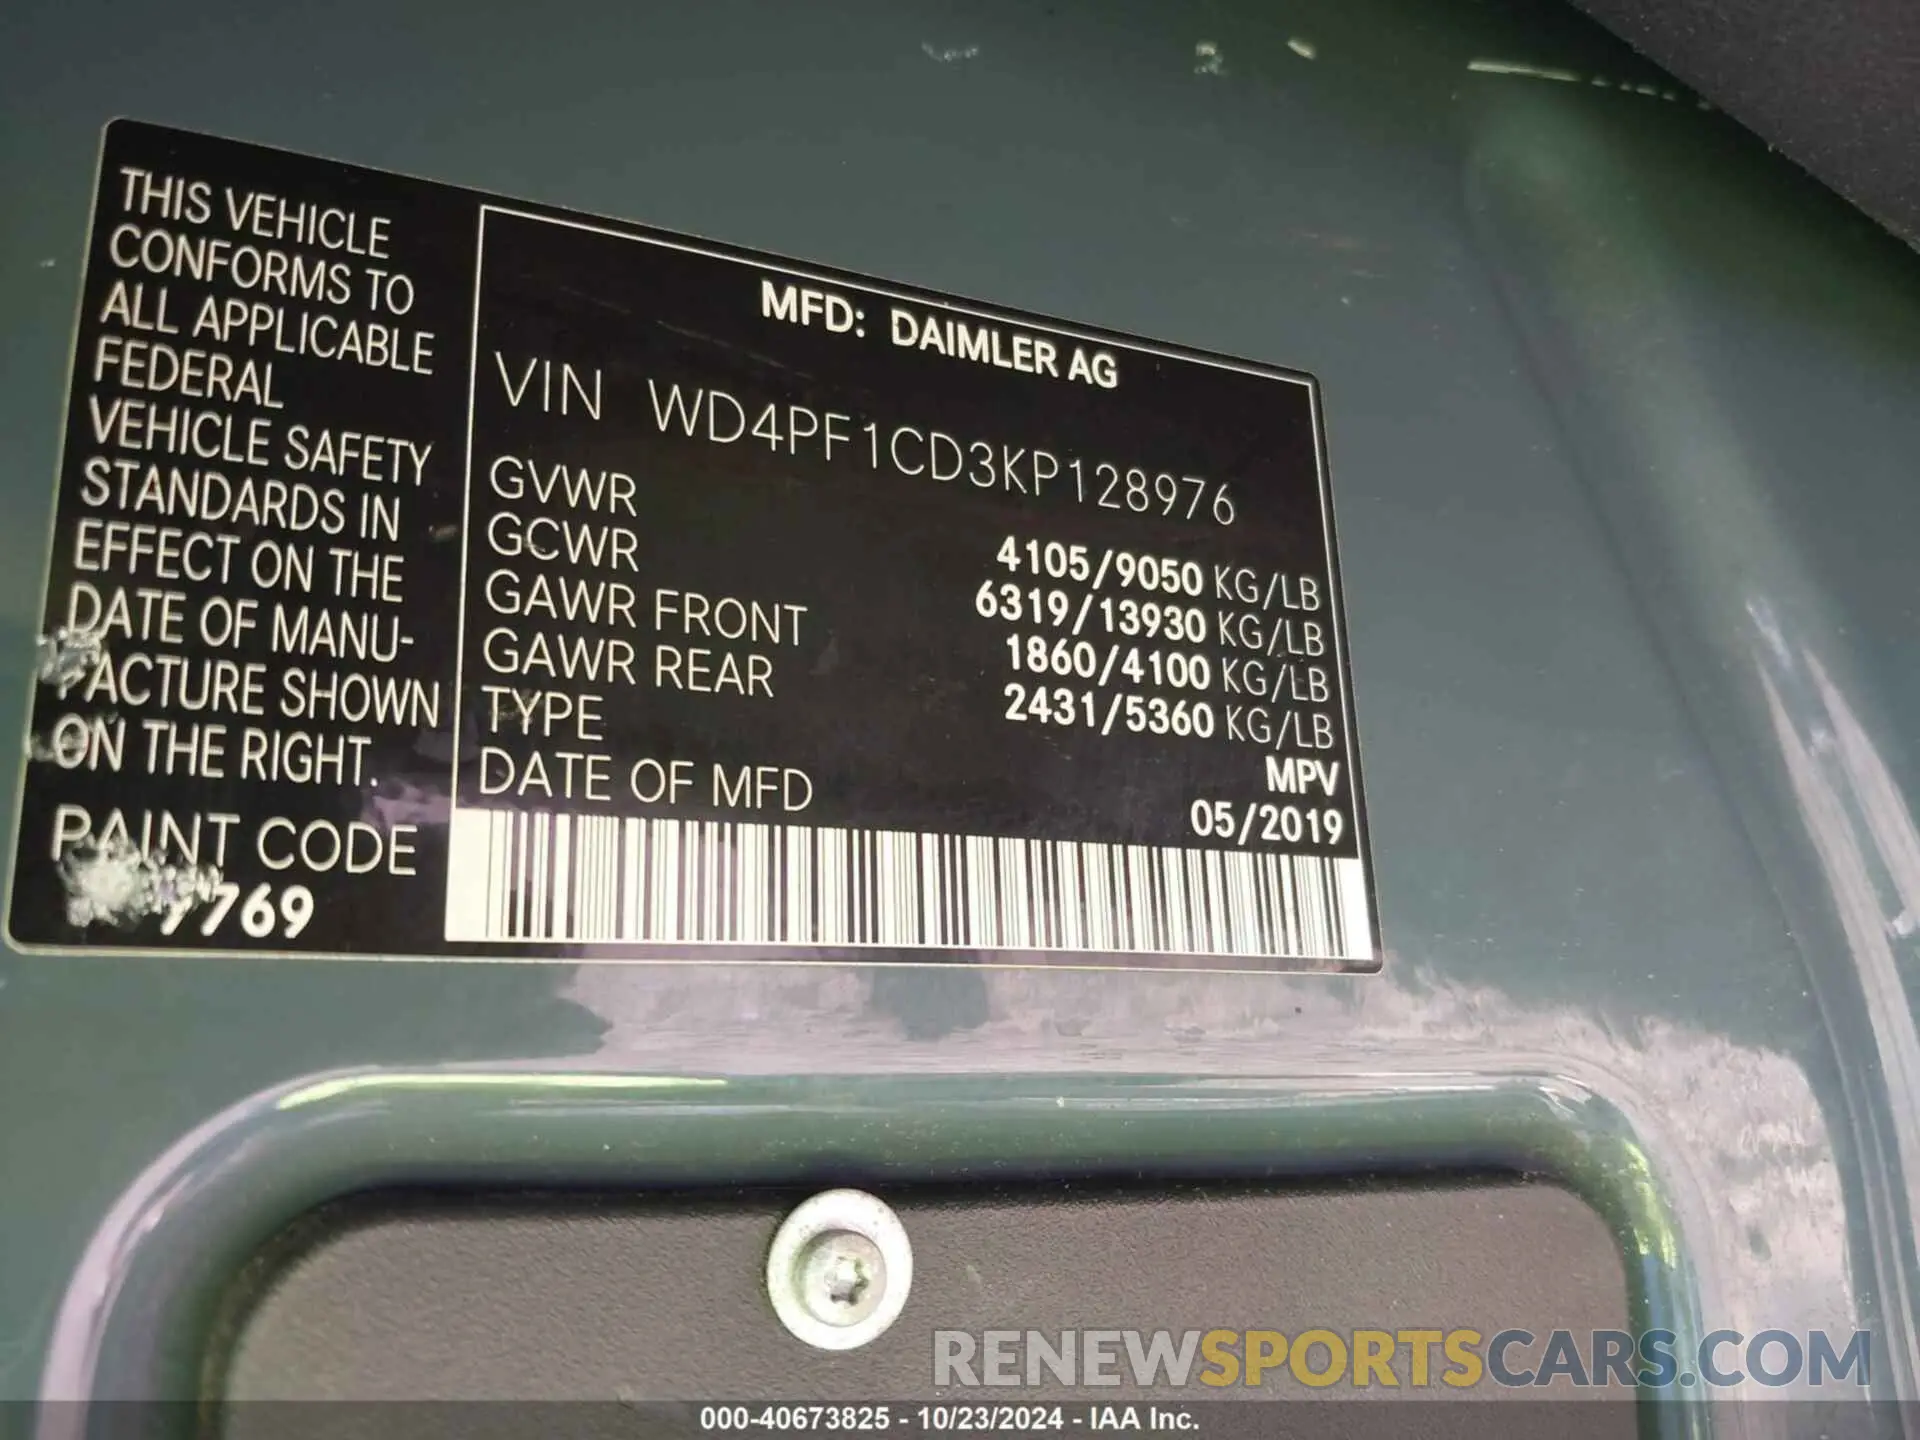 THIS VEHICLE
CONFORMS TO
ALL APPLICABLE
FEDERAL
VEHICLE SAFETY
STANDARDS IN
EFFECT ON THE
DATE OF MANU-
FACTURE SHOWN
ON THE RIGHT.
PAINT CODE
7769
MFD: DAIMLER AG
VIN WD4PF1CD3KP128976
GVWR 4105/9050 KG/LB
GCWR 6319/13930 KG/LB
GAWR FRONT 1860/4100 KG/LB
GAWR REAR 2431/5360 KG/LB
TYPE MPV
DATE OF MFD 05/2019
RENEWSPORTSCARS.COM
000-40673825 - 10/23/2024 - IAA Inc.